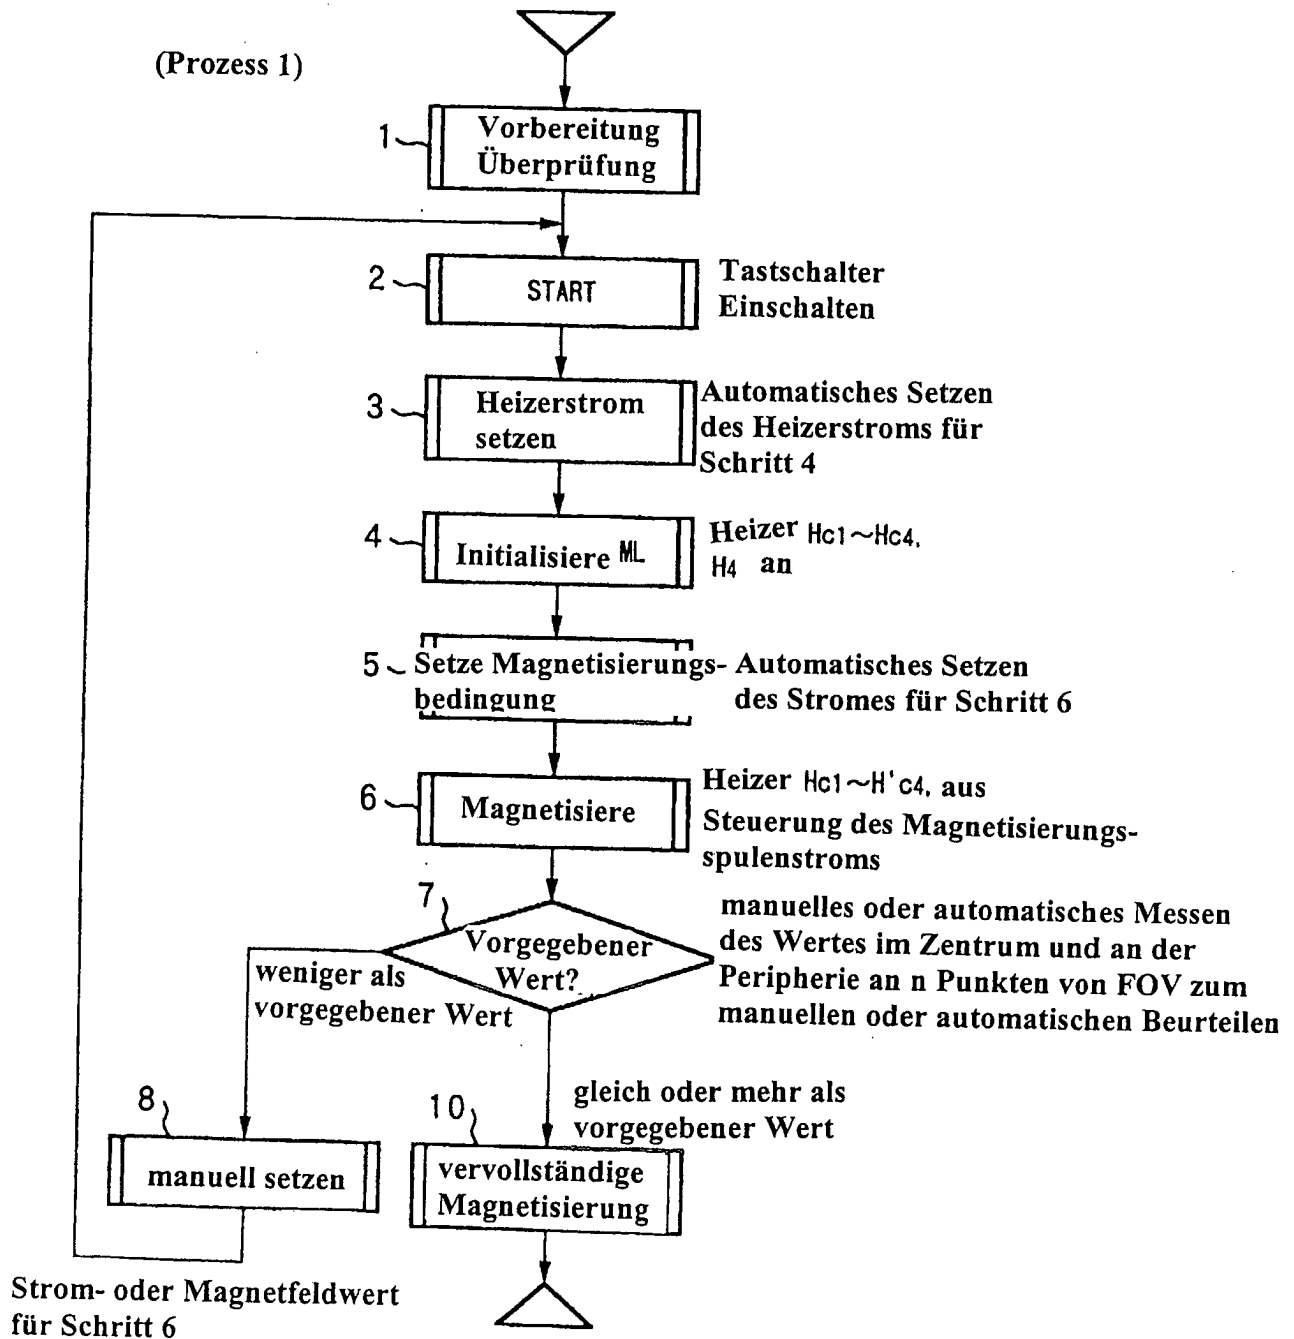 (Prozess 1)
1
Vorbereitung
Überprüfung
2
START
Tastschalter
Einschalten
3
Heizerstrom
setzen
Automatisches Setzen
des Heizerstroms für
Schritt 4
4
Initialisiere ML
Heizer Hc1~Hc4,
H4 an
5
Setze Magnetisierungs-
bedingung
Automatisches Setzen
des Stromes für Schritt 6
6
Magnetisiere
Heizer Hc1~H'c4, aus
Steuerung des Magnetisierungs-
spulenstroms
7
Vorgegebener
Wert?
manuelles oder automatisches Messen
des Wertes im Zentrum und an der
Peripherie an n Punkten von FOV zum
manuellen oder automatischen Beurteilen
weniger als
vorgegebener Wert
gleich oder mehr als
vorgegebener Wert
8
manuell setzen
10
vervollständige
Magnetisierung
Strom- oder Magnetfeldwert
für Schritt 6